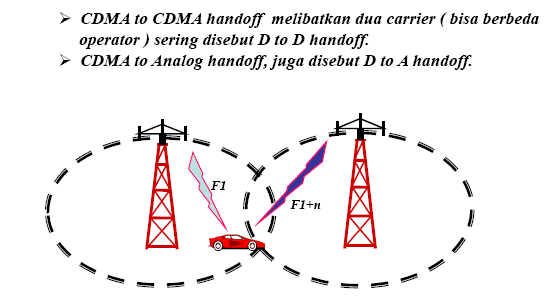 ➢ CDMA to CDMA handoff melibatkan dua carrier ( bisa berbeda
operator ) sering disebut D to D handoff.
➢ CDMA to Analog handoff, juga disebut D to A handoff.
F1
F1+n